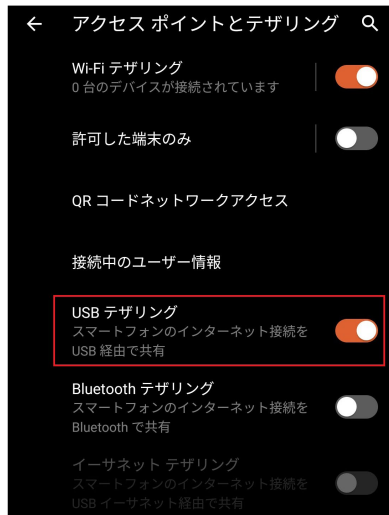 アクセス ポイントとテザリング
Wi-Fi テザリング
0 台のデバイスが接続されています
許可した端末のみ
QR コードネットワークアクセス
接続中のユーザー情報
USB テザリング
スマートフォンのインターネット接続を
USB 経由で共有
Bluetooth テザリング
スマートフォンのインターネット接続を
Bluetooth で共有
イーサネット テザリング
スマートフォンのインターネット接続を
USB イーサネット経由で共有